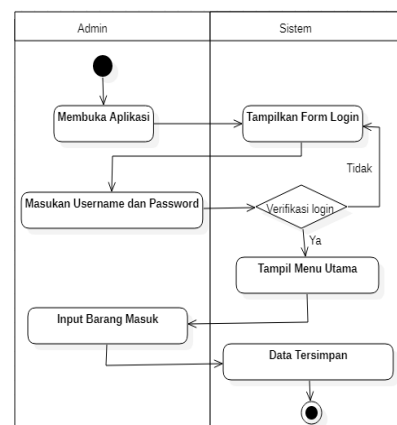 Admin
Sistem
Membuka Aplikasi
Tampilkan Form Login
Tidak
Masukan Username dan Password
Verifikasi login
Ya
Tampil Menu Utama
Input Barang Masuk
Data Tersimpan